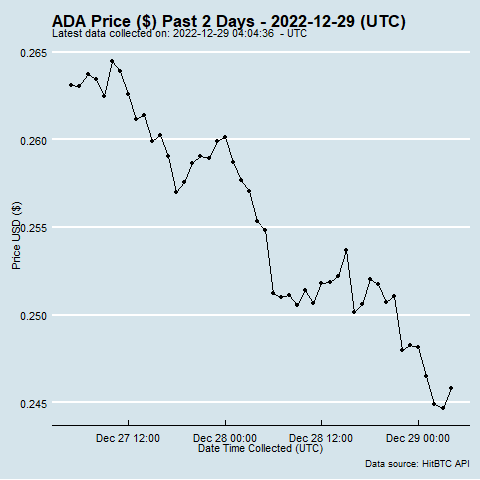 ADA Price ($) Past 2 Days - 2022-12-29 (UTC)
Latest data collected on: 2022-12-29 04:04:36 - UTC
0.265
0.260
0.255
0.250
0.245
Price USD ($)
Dec 27 12:00 Dec 28 00:00 Dec 28 12:00 Dec 29 00:00
Date Time Collected (UTC)
Data source: HitBTC API